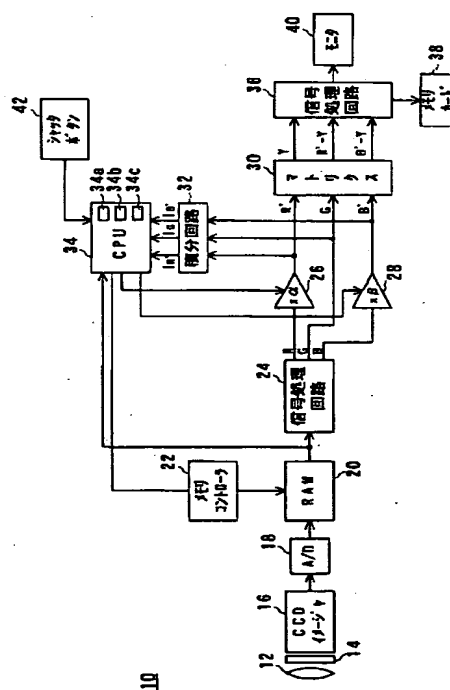 10
12
14
16
CCD
イメージャ
18
A/D
20
RAM
22
メモリ
コントローラ
24
信号処理
回路
R
G
B
26
×α
28
×β
R'
G
B'
30
マトリクス
Y
R'-Y
B'-Y
32
積分回路
IR'
IG
IB'
34
CPU
34a
34b
34c
36
信号処理回路
38
メモリ
カード
40
モニタ
42
シャッタ
ボタン